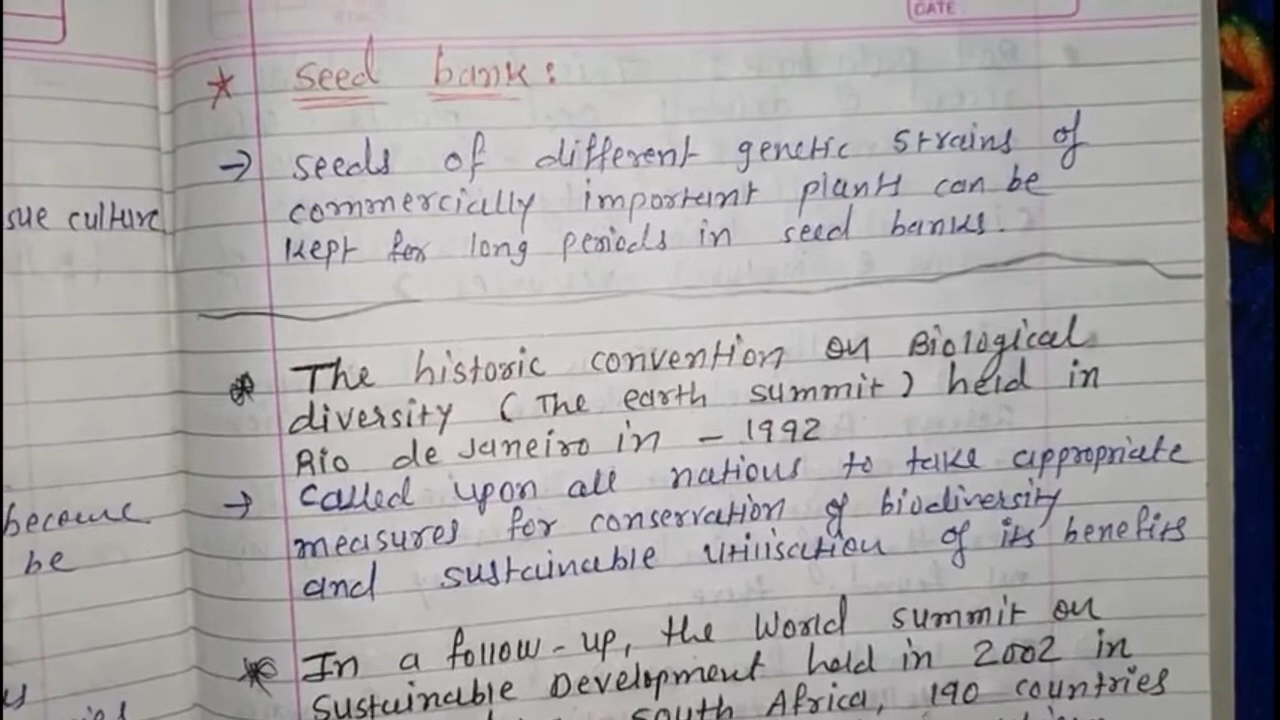 DATE
sue culture
become
be
* Seed bank:
→ seeds of different genetic strains of
commercially important plants can be
kept for long periods in seed banks.
* The historic convention on Biological
diversity (The earth summit) held in
Rio de Janeiro in - 1992
→ called upon all nations to take appropriate
measures for conservation of biodiversity
and sustainable utilisation of its benefits
* In a follow-up, the World summit on
Sustainable Development held in 2002 in
South Africa, 190 countries